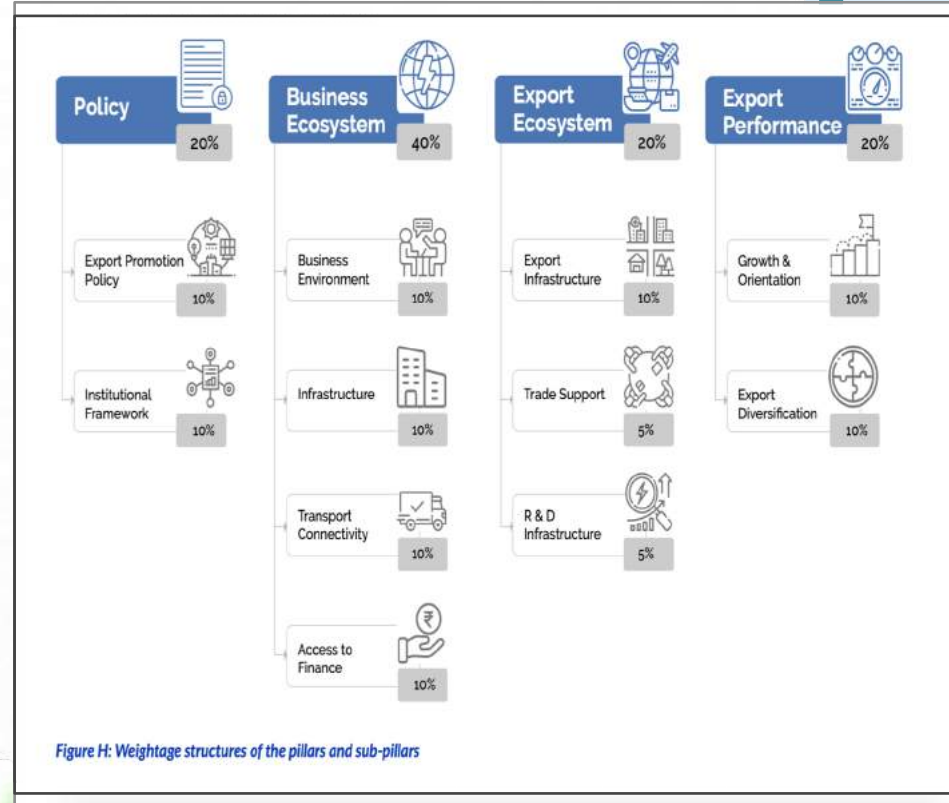 Policy
20%
Export Promotion
Policy
10%
Institutional
Framework
10%
Business
Ecosystem
40%
Business
Environment
10%
Infrastructure
10%
Transport
Connectivity
10%
₹
Access to
Finance
10%
Export
Ecosystem
20%
Export
Infrastructure
10%
Trade Support
5%
R & D
Infrastructure
5%
Export
Performance
20%
Growth &
Orientation
10%
Export
Diversification
10%
Figure H: Weightage structures of the pillars and sub-pillars